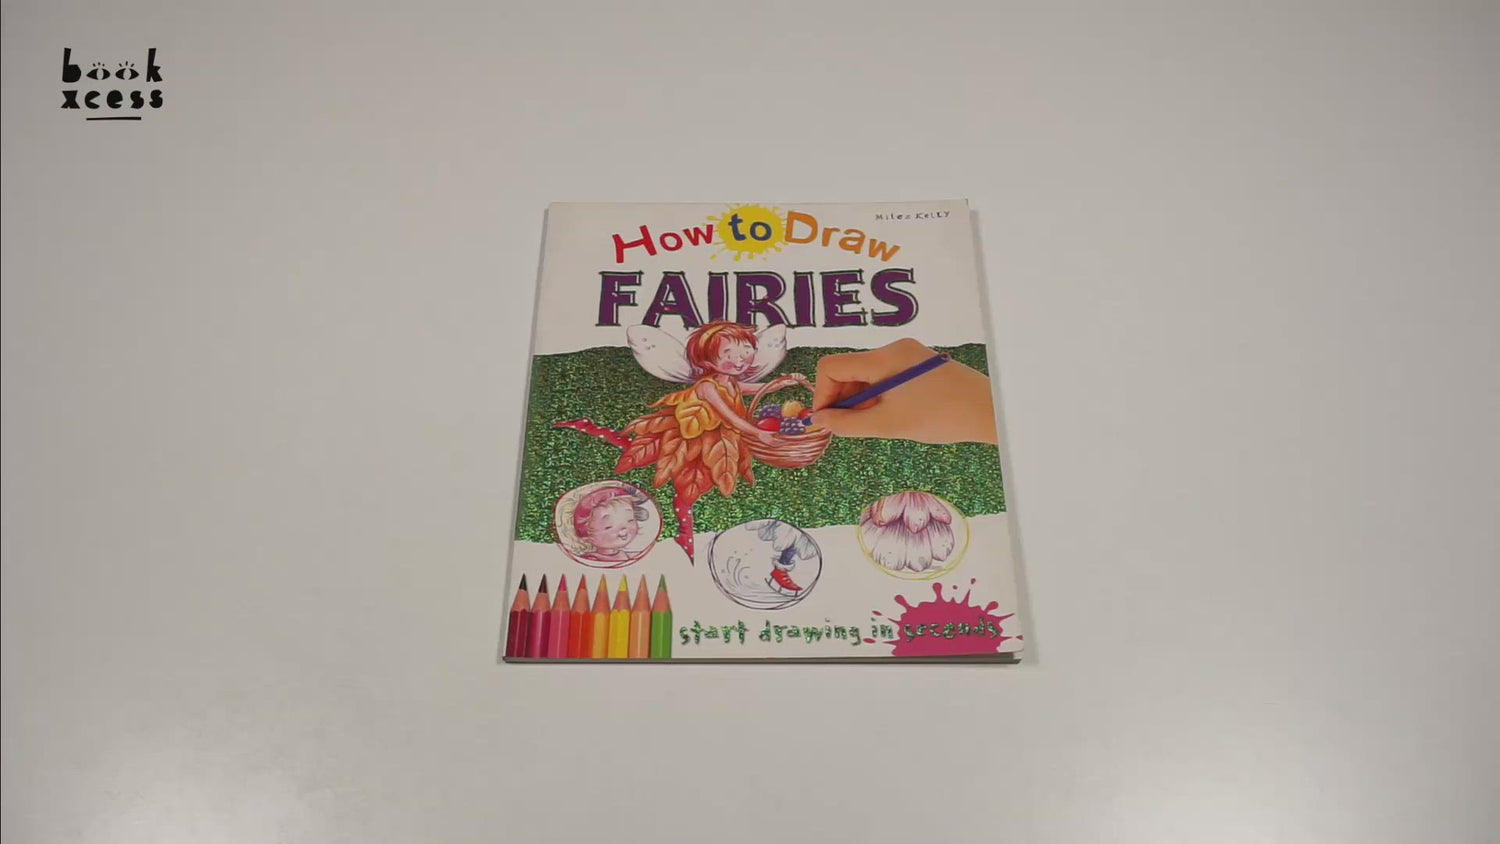 book
xcess
Miles Kelly
How to Draw
FAIRIES
start drawing in seconds